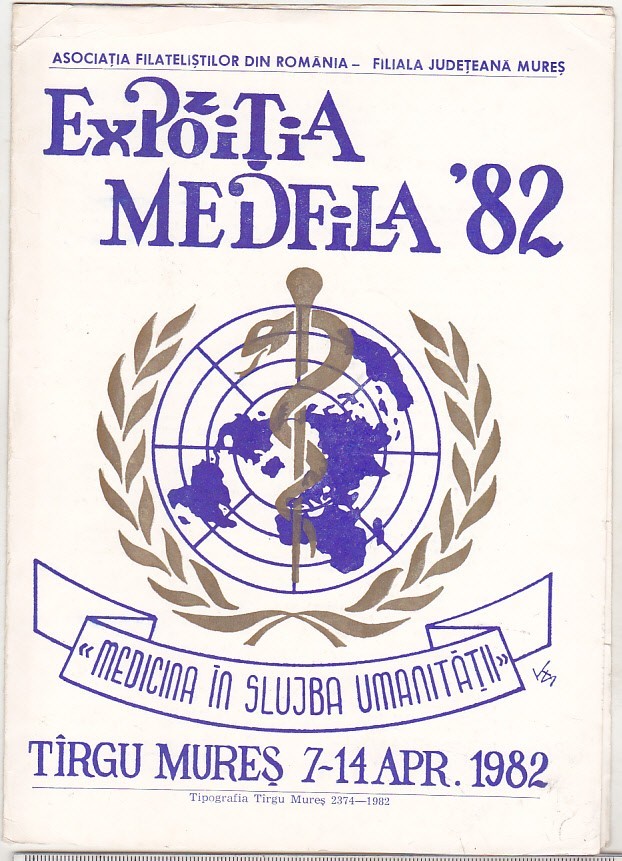 ASOCIAȚIA FILATELIȘTILOR DIN ROMÂNIA – FILIALA JUDEȚEANĂ MUREȘ
EXPOZIȚIA
MEDFILA '82
«MEDICINA ÎN SLUJBA UMANITĂȚII»
TÎRGU MUREȘ 7-14 APR. 1982
Tipografia Tîrgu Mureș 2374—1982